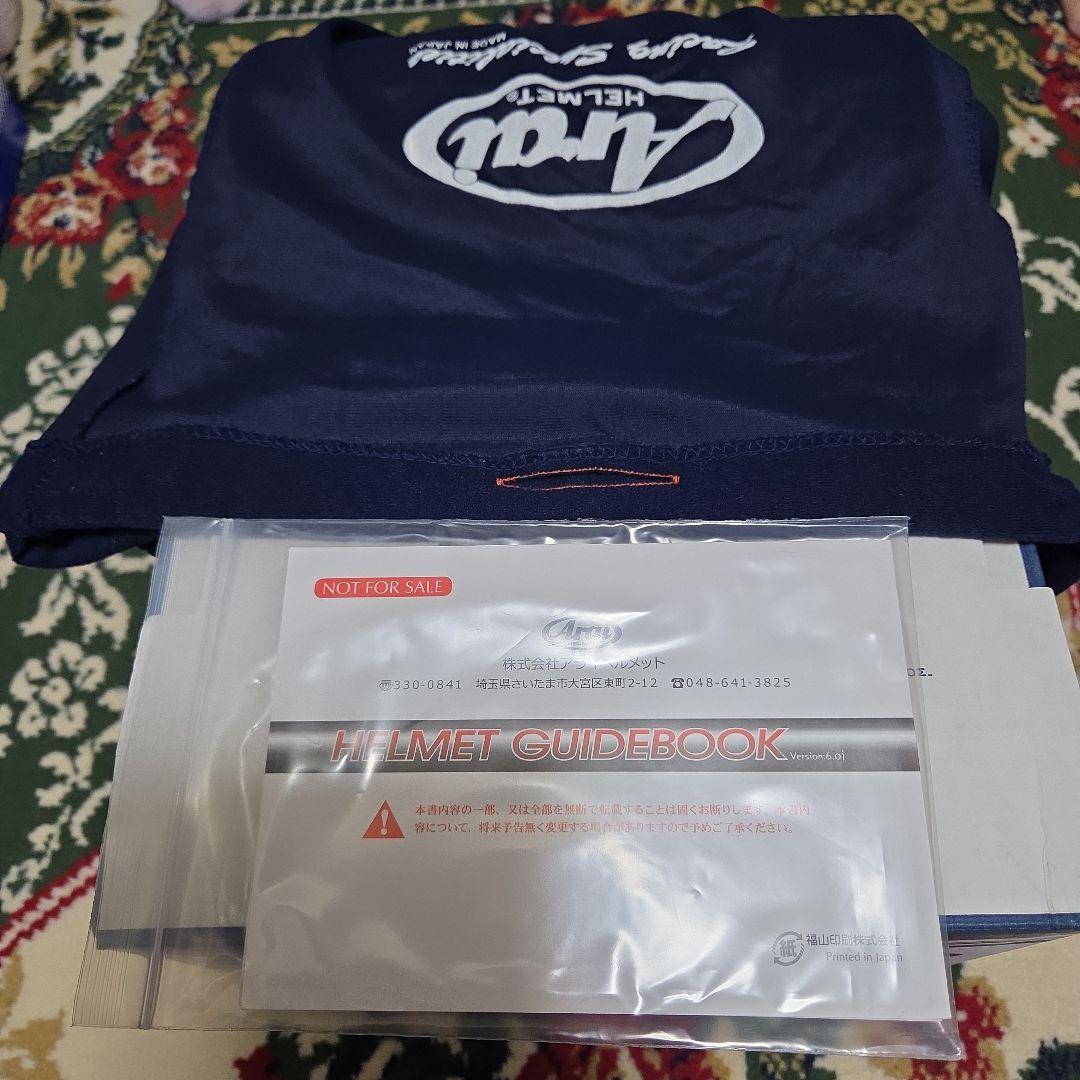 Racing Spirited
MADE IN JAPAN
Arai
HELMET®
NOT FOR SALE
Arai
HELMET
株式会社アライヘルメット
〠330-0841 埼玉県さいたま市大宮区東町2-12 ☎048-641-3825
HELMET GUIDEBOOK Version:6.01
本書内容の一部、又は全部を無断で転載することは固くお断りします。本書内
容について、将来予告無く変更する場合がありますので予めご了承ください。
紙
福山印刷株式会社
Printed in Japan